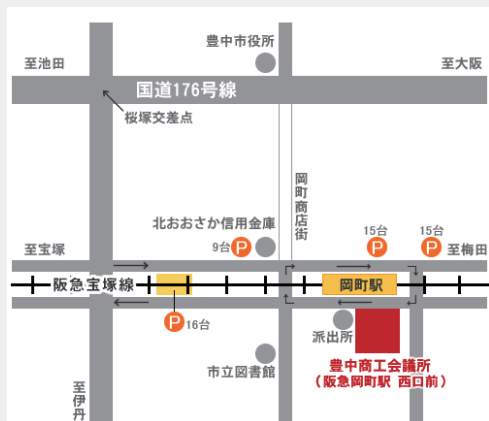 豊中市役所
至池田
至大阪
国道176号線
桜塚交差点
岡町商店街
北おおさか信用金庫
9台
P
15台
P
15台
P
至宝塚
至梅田
阪急宝塚線
岡町駅
P
16台
派出所
市立図書館
豊中商工会議所
(阪急岡町駅 西口前)
至伊丹